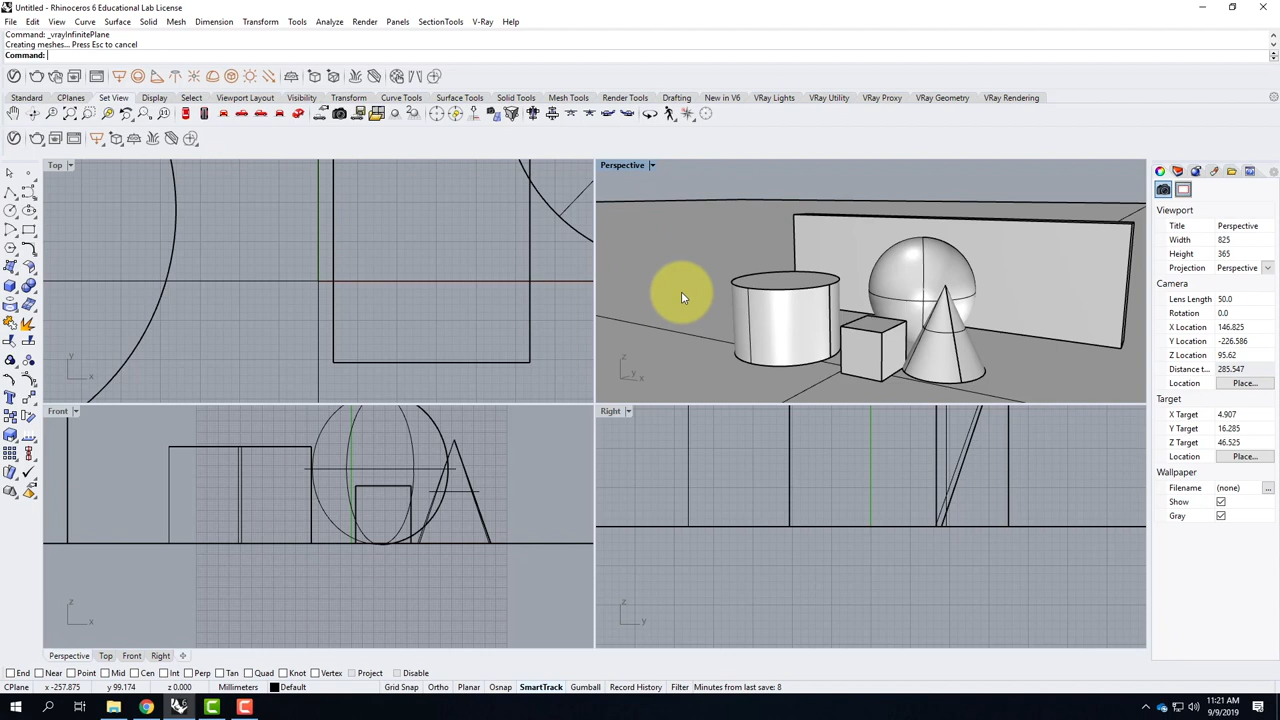 Untitled - Rhinoceros 6 Educational Lab License
File Edit View Curve Surface Solid Mesh Dimension Transform Tools Analyze Render Panels SectionTools V-Ray Help
Command: _vrayInfinitePlane
Creating meshes... Press Esc to cancel
Command:
Standard CPlanes Set View Display Select Viewport Layout Visibility Transform Curve Tools Surface Tools Solid Tools Mesh Tools Render Tools Drafting New in V6 VRay Lights VRay Utility VRay Proxy VRay Geometry VRay Rendering
Top
Perspective
y
x
z
y
x
Front
Right
z
x
z
y
Viewport
Title Perspective
Width 825
Height 365
Projection Perspective
Camera
Lens Length 50.0
Rotation 0.0
X Location 146.825
Y Location -226.586
Z Location 95.62
Distance t... 285.547
Location Place...
Target
X Target 4.907
Y Target 16.285
Z Target 46.525
Location Place...
Wallpaper
Filename (none) ...
Show
Gray
Perspective Top Front Right
End Near Point Mid Cen Int Perp Tan Quad Knot Vertex Project Disable
CPlane x -257.875 y 99.174 z 0.000 Millimeters Default Grid Snap Ortho Planar Osnap SmartTrack Gumball Record History Filter Minutes from last save: 8
11:21 AM
9/9/2019